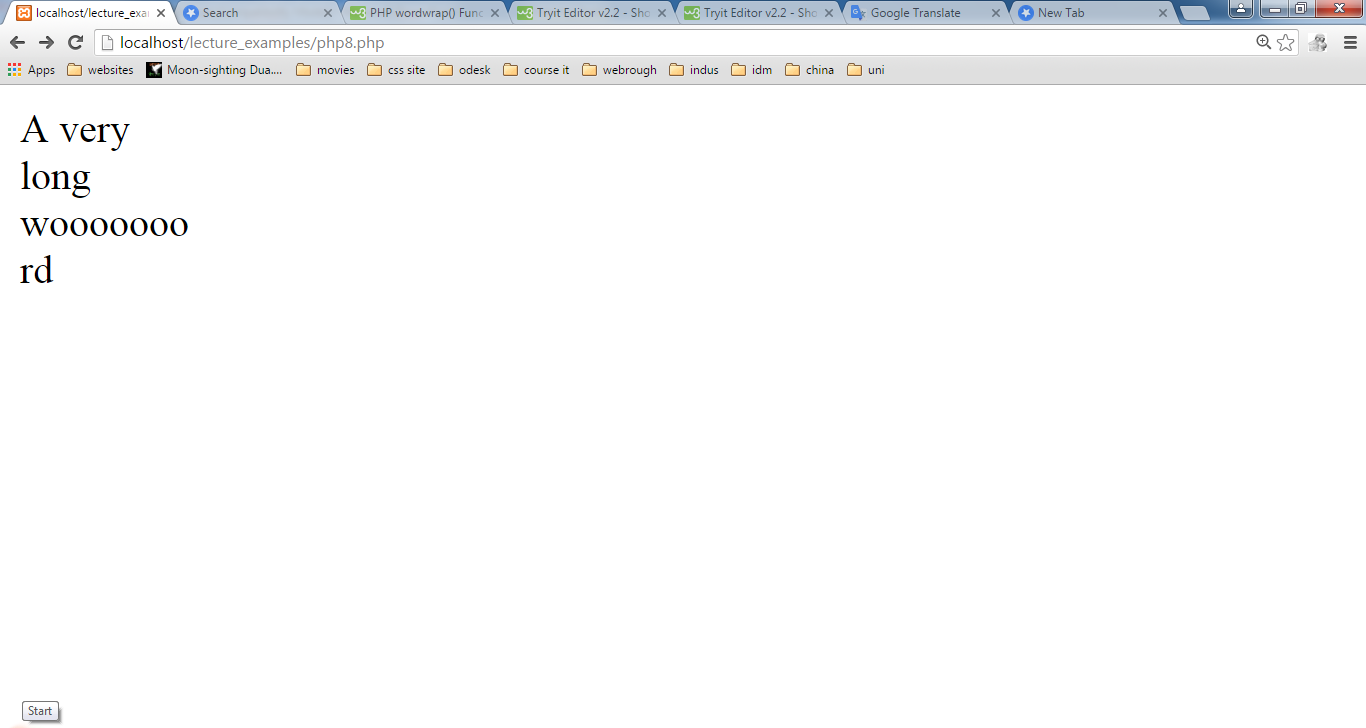 localhost/lecture_exa
Search
PHP wordwrap() Func
Tryit Editor v2.2 - Sho
Tryit Editor v2.2 - Sho
Google Translate
New Tab
localhost/lecture_examples/php8.php
Apps
websites
Moon-sighting Dua....
movies
css site
odesk
course it
webrough
indus
idm
china
uni
A very
long
wooooooo
rd
Start